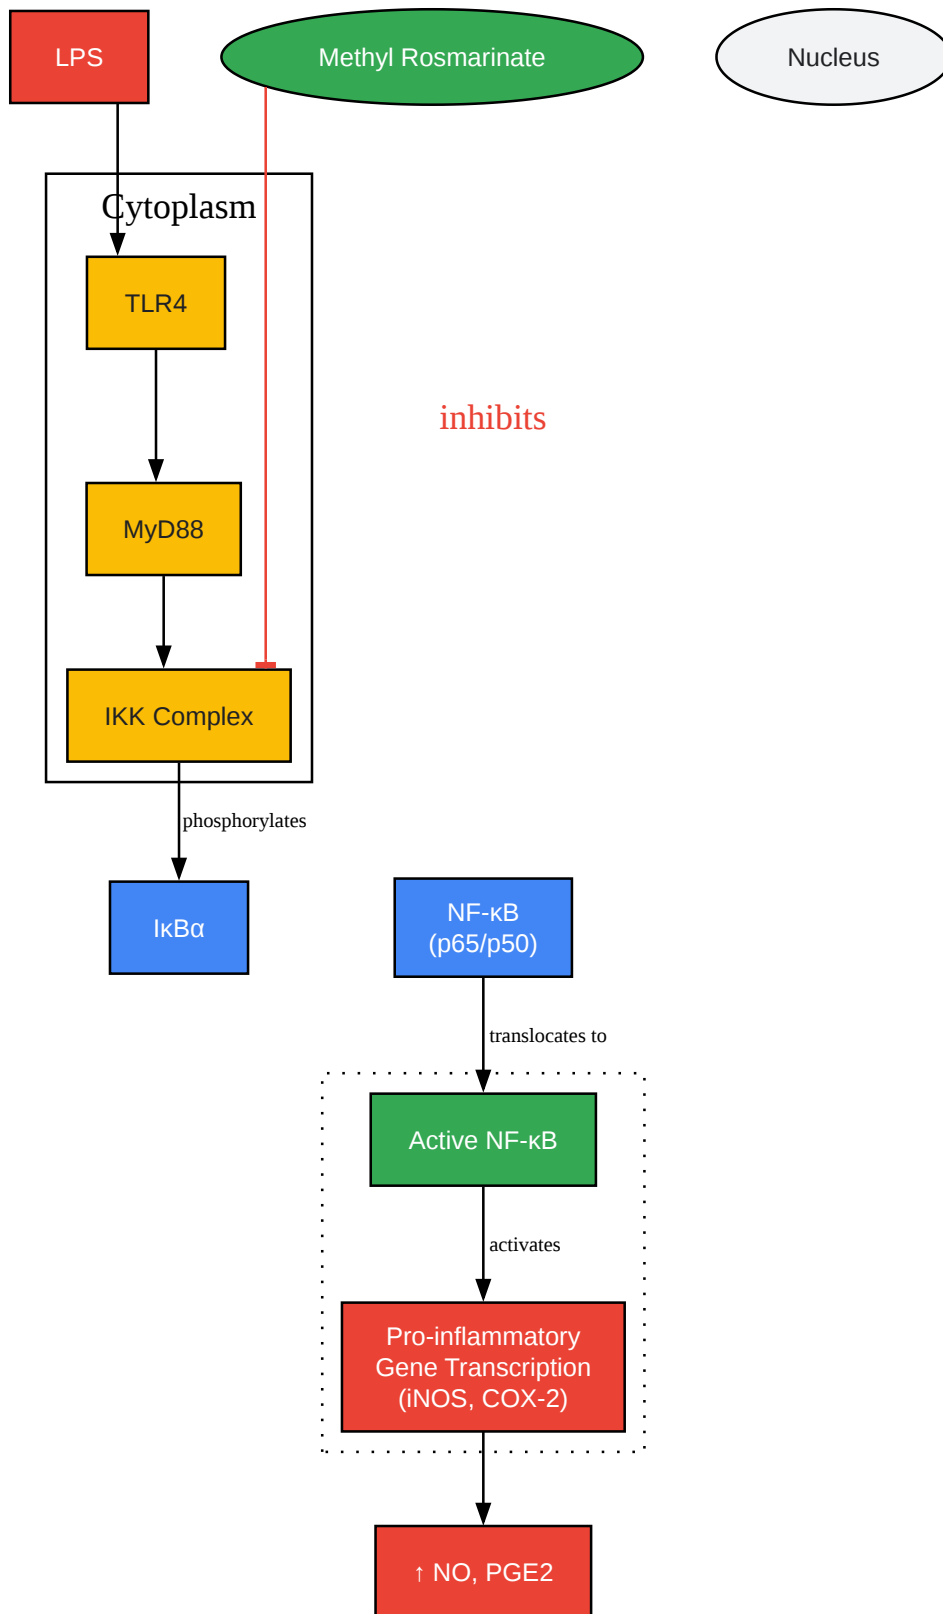 LPS
Methyl Rosmarinate
Nucleus
Cytoplasm
TLR4
inhibits
MyD88
IKK Complex
phosphorylates
IκBα
NF-κB
(p65/p50)
translocates to
Active NF-κB
activates
Pro-inflammatory
Gene Transcription
(iNOS, COX-2)
↑ NO, PGE2